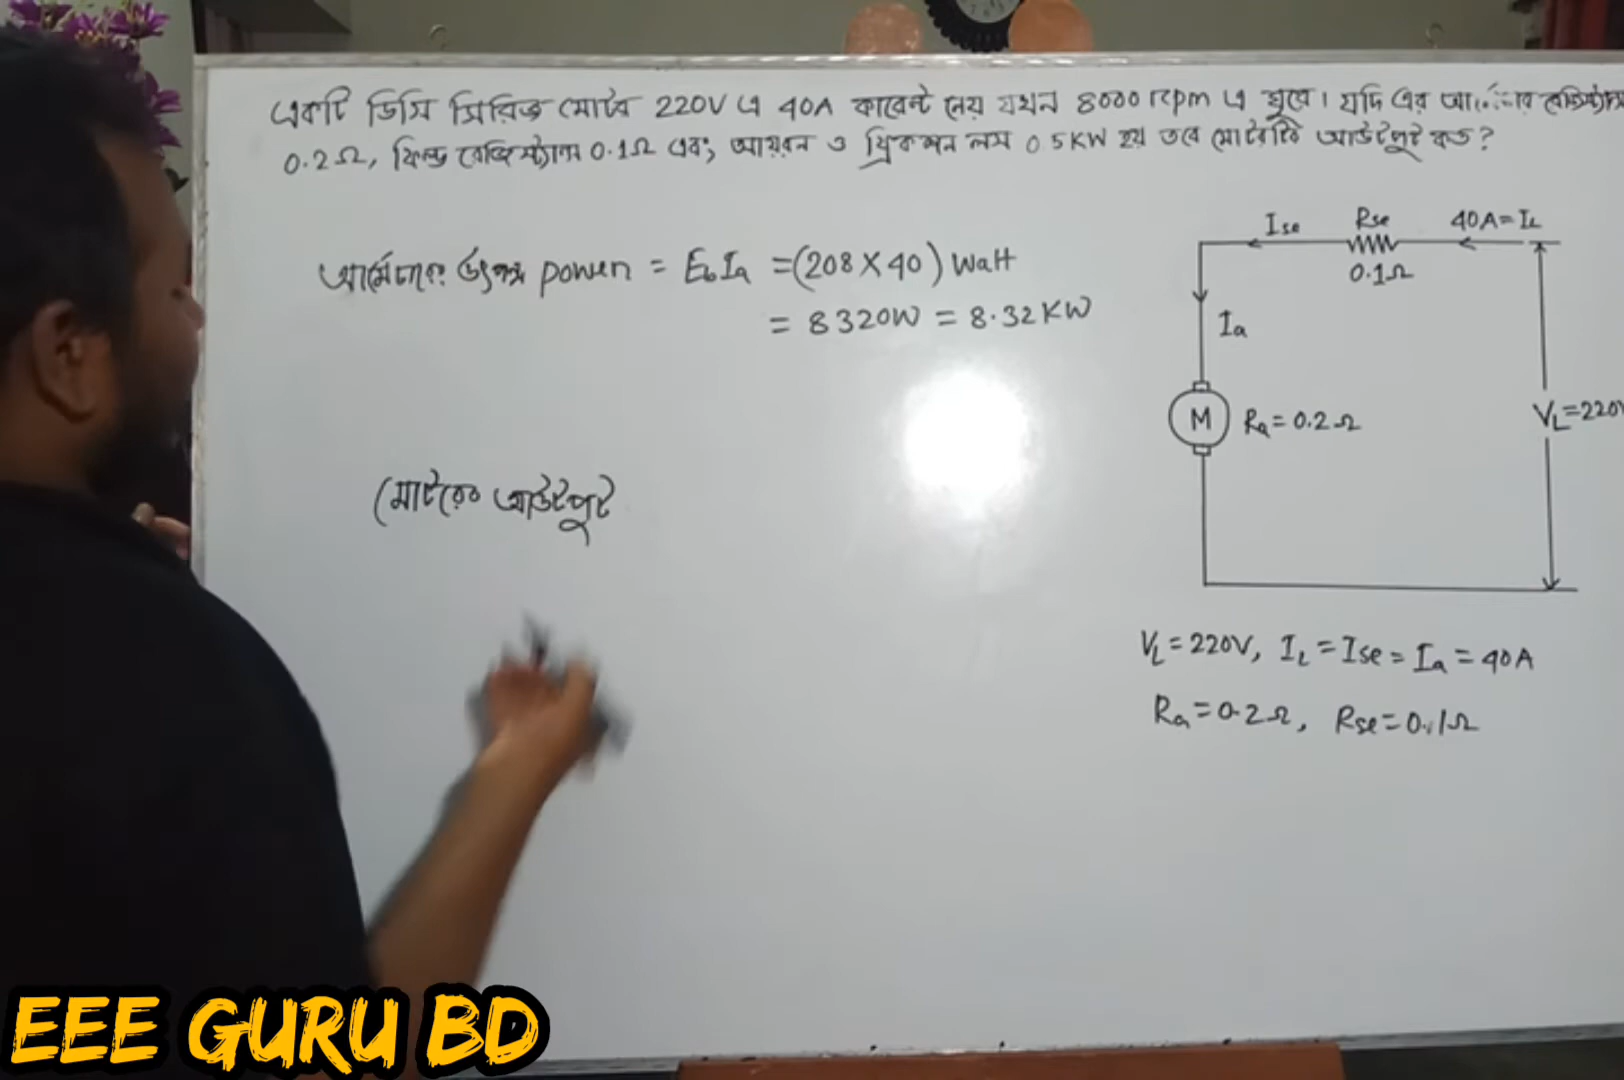 একটি ডিসি সিরিজ মোটর 220V এ 40A কারেন্ট নেয় যখন 8000 rpm এ ঘুরে। যদি এর
0.2Ω, ফিল্ড রেজিস্ট্যান্স 0.1Ω এবং আয়রন ও ফ্রিকশন লস 0.5KW হয় তবে মোটরটির আউটপুট কত?
আর্মেচারে উৎপন্ন power = EbIa = (208 X 40) Watt
= 8320W = 8.32KW
মোটরের আউটপুট
Ise
Rse
40A = IL
0.1Ω
Ia
M
Ra = 0.2Ω
VL = 220
VL = 220V, IL = Ise = Ia = 40A
Ra = 0.2Ω, Rse = 0.1Ω
EEE GURU BD